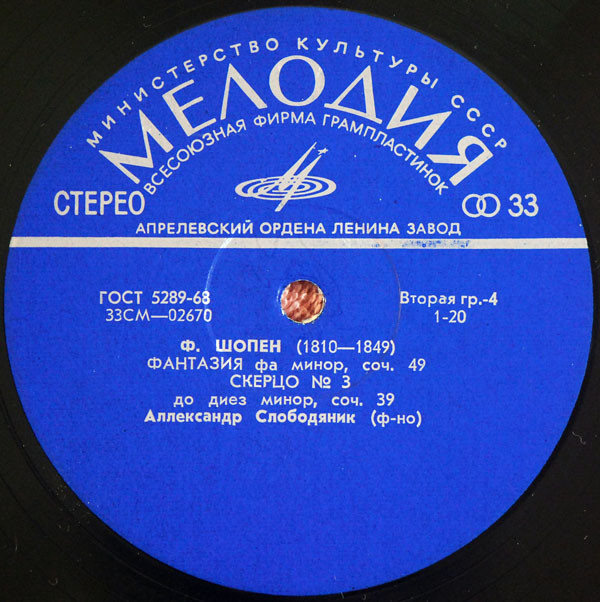 МИНИСТЕРСТВО КУЛЬТУРЫ СССР
МЕЛОДИЯ
ВСЕСОЮЗНАЯ ФИРМА ГРАМПЛАСТИНОК
СТЕРЕО
33
АПРЕЛЕВСКИЙ ОРДЕНА ЛЕНИНА ЗАВОД
ГОСТ 5289-68
33СМ—02670
Вторая гр.-4
1-20
Ф. ШОПЕН (1810—1849)
ФАНТАЗИЯ фа минор, соч. 49
СКЕРЦО № 3
до диез минор, соч. 39
Аллександр Слободяник (ф-но)